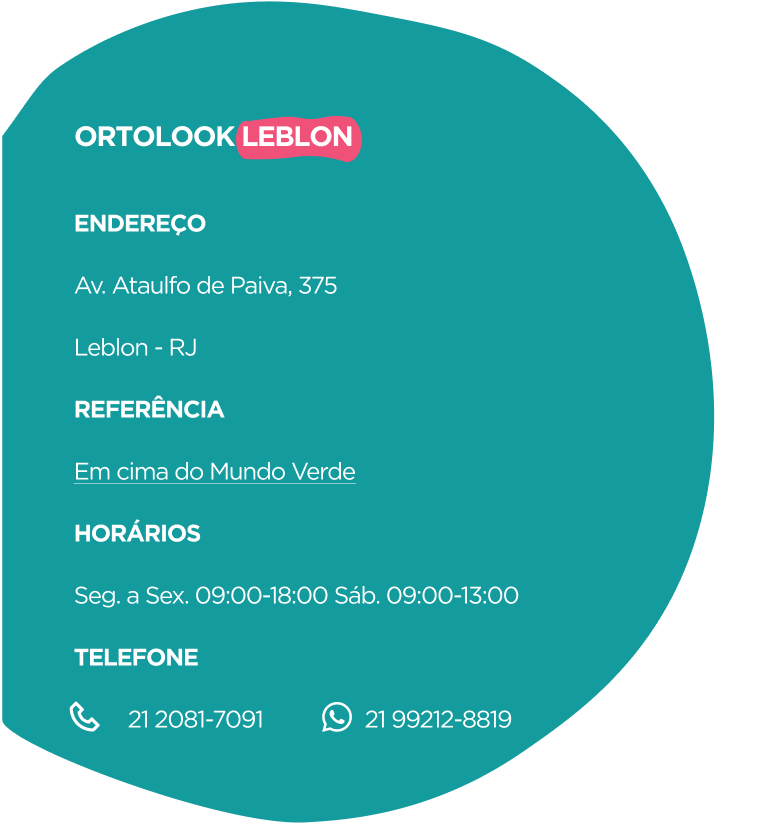 ORTOLOOK LEBLON
ENDEREÇO
Av. Ataulfo de Paiva, 375
Leblon - RJ
REFERÊNCIA
Em cima do Mundo Verde
HORÁRIOS
Seg. a Sex. 09:00-18:00 Sáb. 09:00-13:00
TELEFONE
21 2081-7091 21 99212-8819